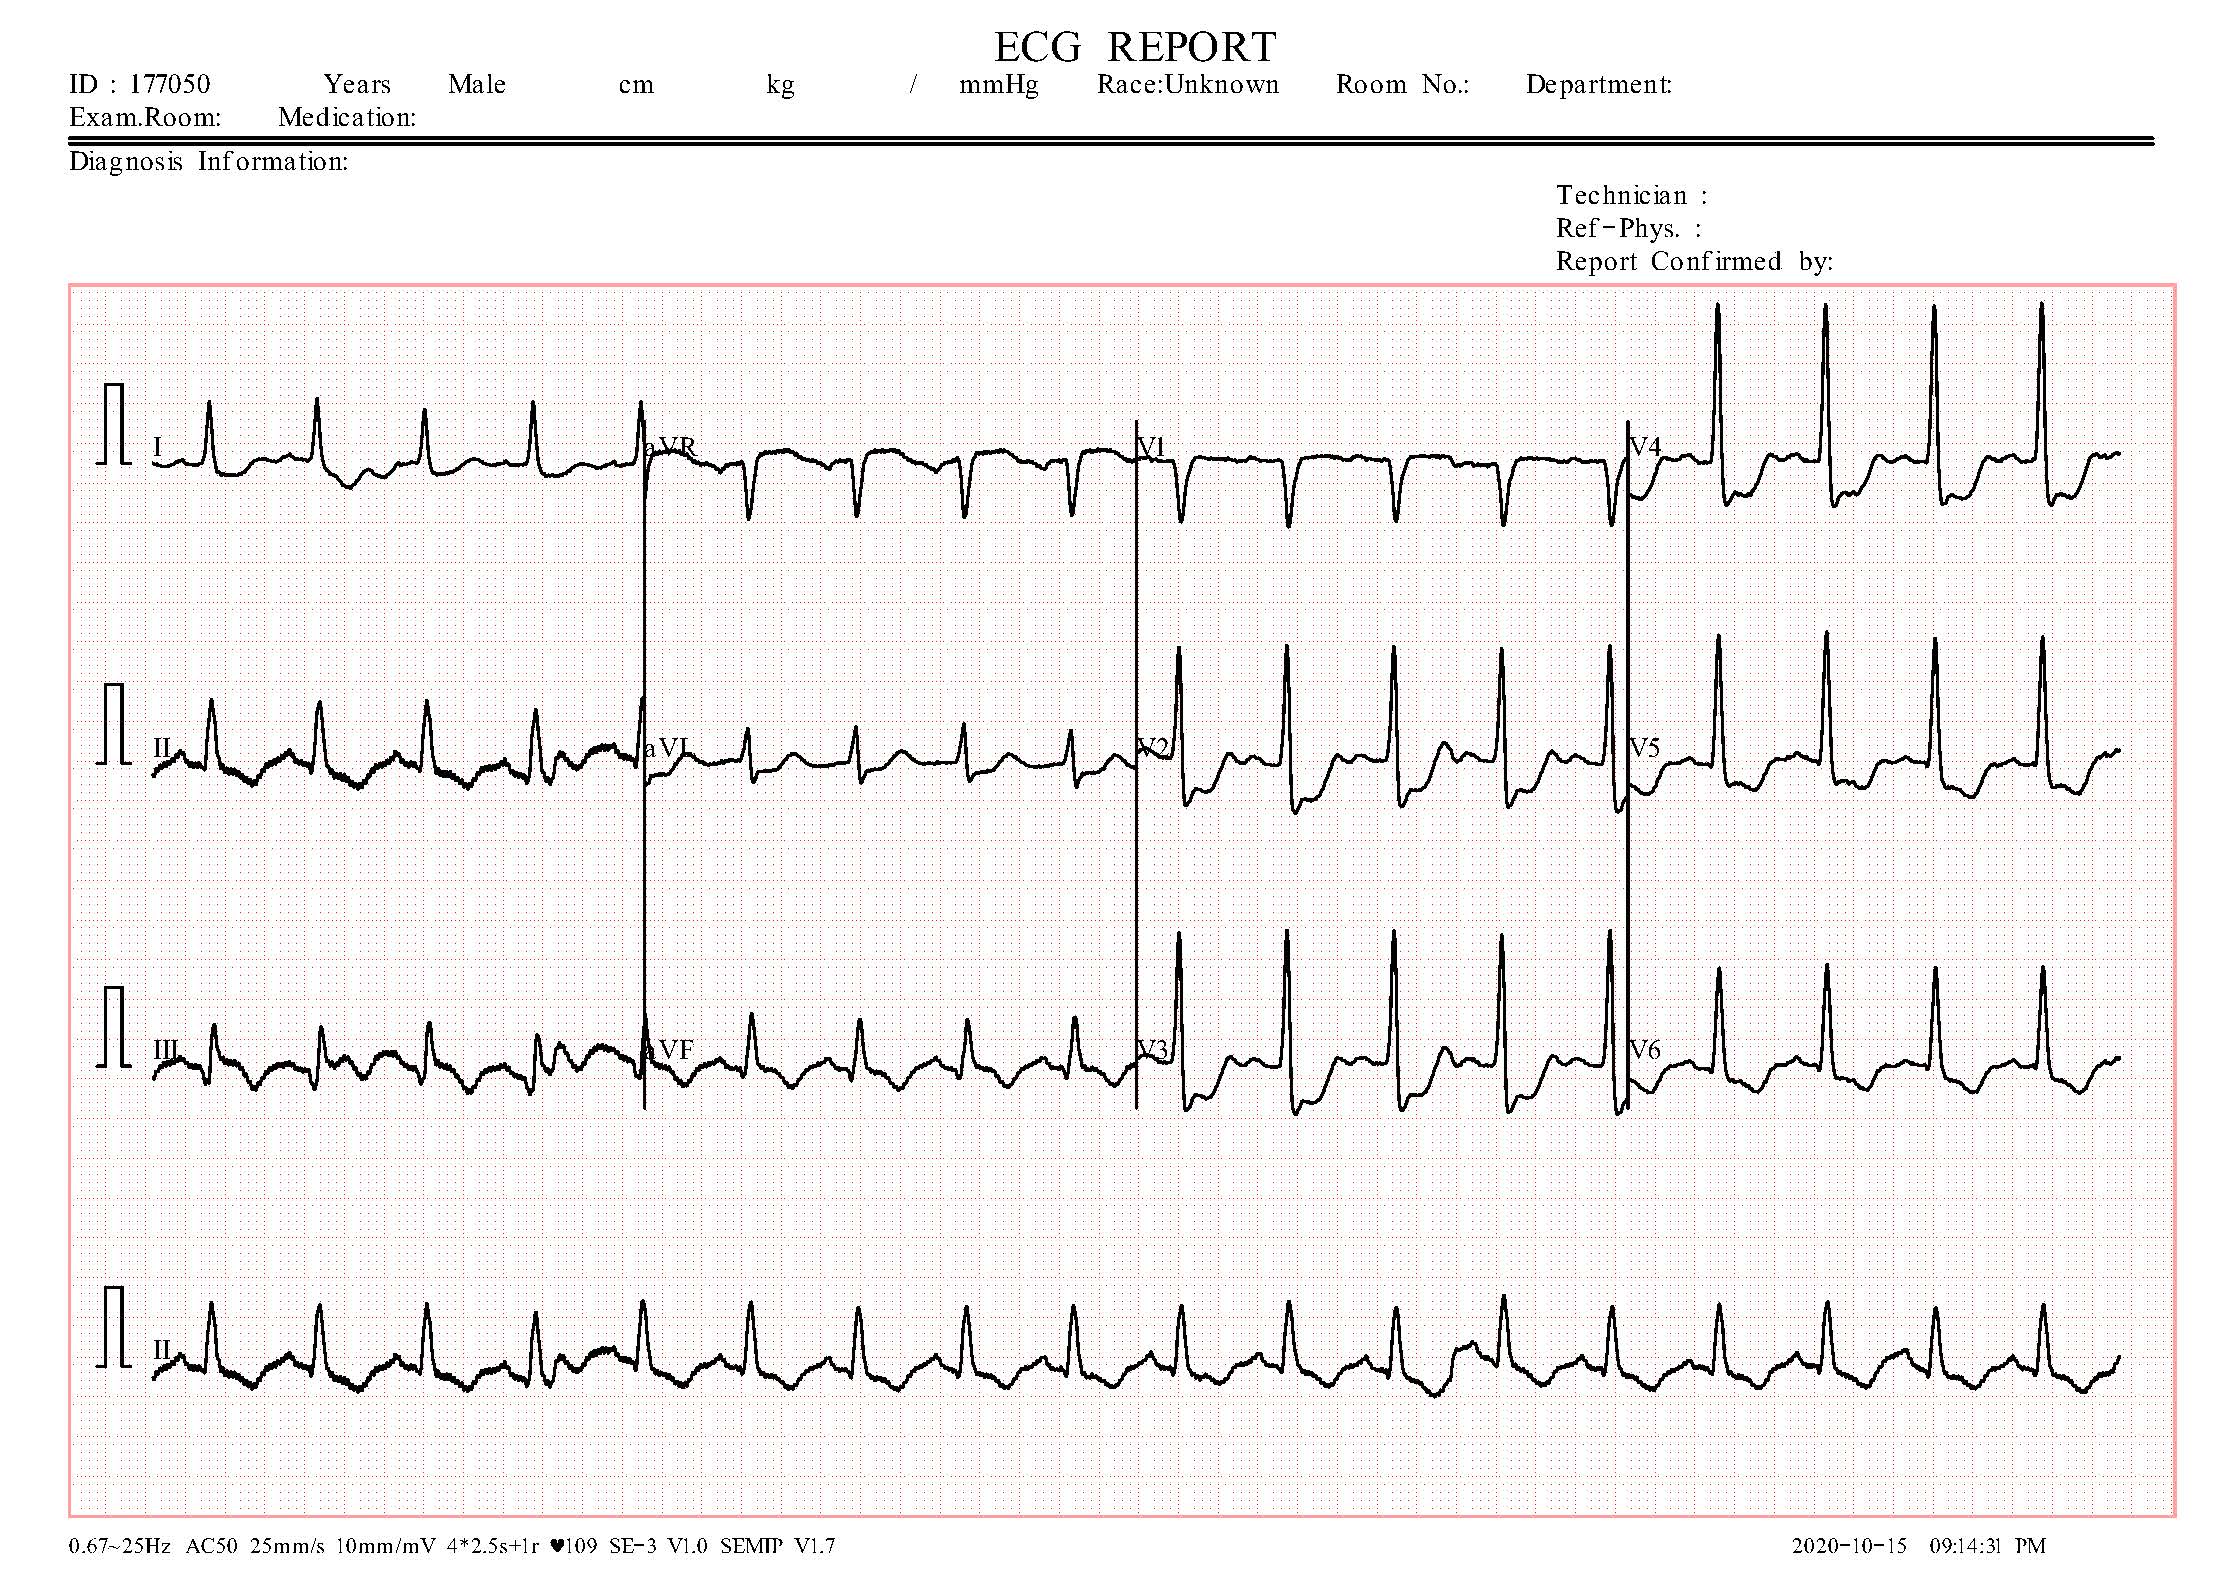 ECG REPORT
ID : 177050 Years Male cm kg / mmHg Race:Unknown Room No.: Department:
Exam.Room: Medication:
Diagnosis Information:
Technician :
Ref-Phys. :
Report Confirmed by:
I aVR V1 V4
II aVL V2 V5
III aVF V3 V6
II
0.67~25Hz AC50 25mm/s 10mm/mV 4*2.5s+1r ♥109 SE-3 V1.0 SEMIP V1.7 2020-10-15 09:14:31 PM